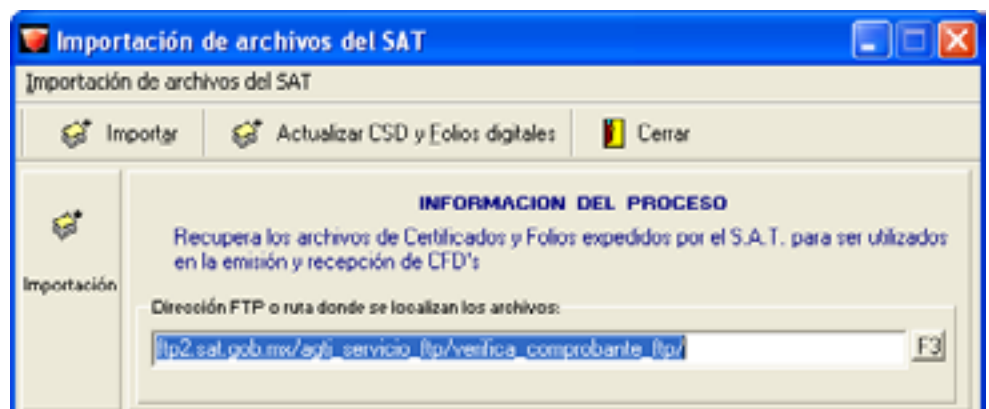 Importación de archivos del SAT
Importación de archivos del SAT
Importar Actualizar CSD y Folios digitales Cerrar
INFORMACION DEL PROCESO
Recupera los archivos de Certificados y Folios expedidos por el S.A.T. para ser utilizados
en la emisión y recepción de CFD's
Importación
Dirección FTP o ruta donde se localizan los archivos:
ftp2.sat.gob.mx/agti_servicio_ftp/verifica_comprobante_ftp/ F3